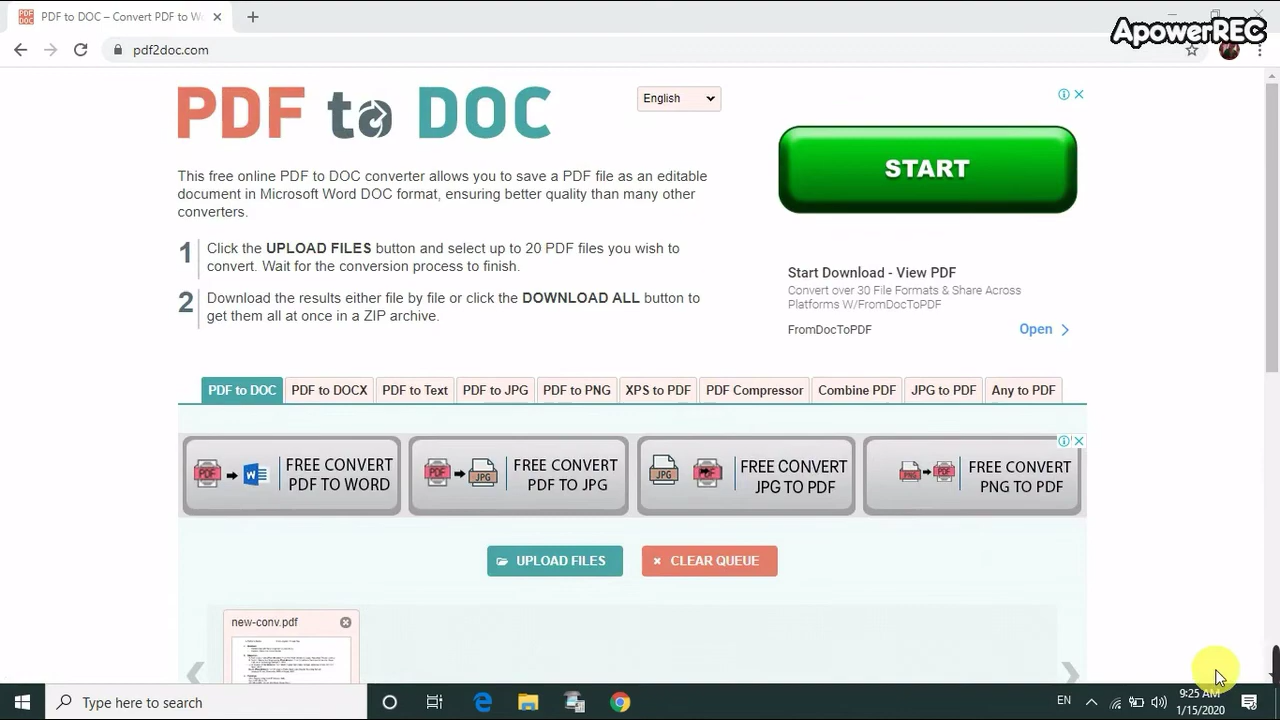 PDF to DOC – Convert PDF to W
ApowerREC
pdf2doc.com
PDF to DOC
English
This free online PDF to DOC converter allows you to save a PDF file as an editable
document in Microsoft Word DOC format, ensuring better quality than many other
converters.
1 Click the UPLOAD FILES button and select up to 20 PDF files you wish to
convert. Wait for the conversion process to finish.
2 Download the results either file by file or click the DOWNLOAD ALL button to
get them all at once in a ZIP archive.
START
Start Download - View PDF
Convert over 30 File Formats & Share Across
Platforms W/FromDocToPDF
FromDocToPDF
Open
PDF to DOC PDF to DOCX PDF to Text PDF to JPG PDF to PNG XPS to PDF PDF Compressor Combine PDF JPG to PDF Any to PDF
FREE CONVERT
PDF TO WORD
FREE CONVERT
PDF TO JPG
FREE CONVERT
JPG TO PDF
FREE CONVERT
PNG TO PDF
UPLOAD FILES
CLEAR QUEUE
new-conv.pdf
Type here to search
EN
9:25 AM
1/15/2020